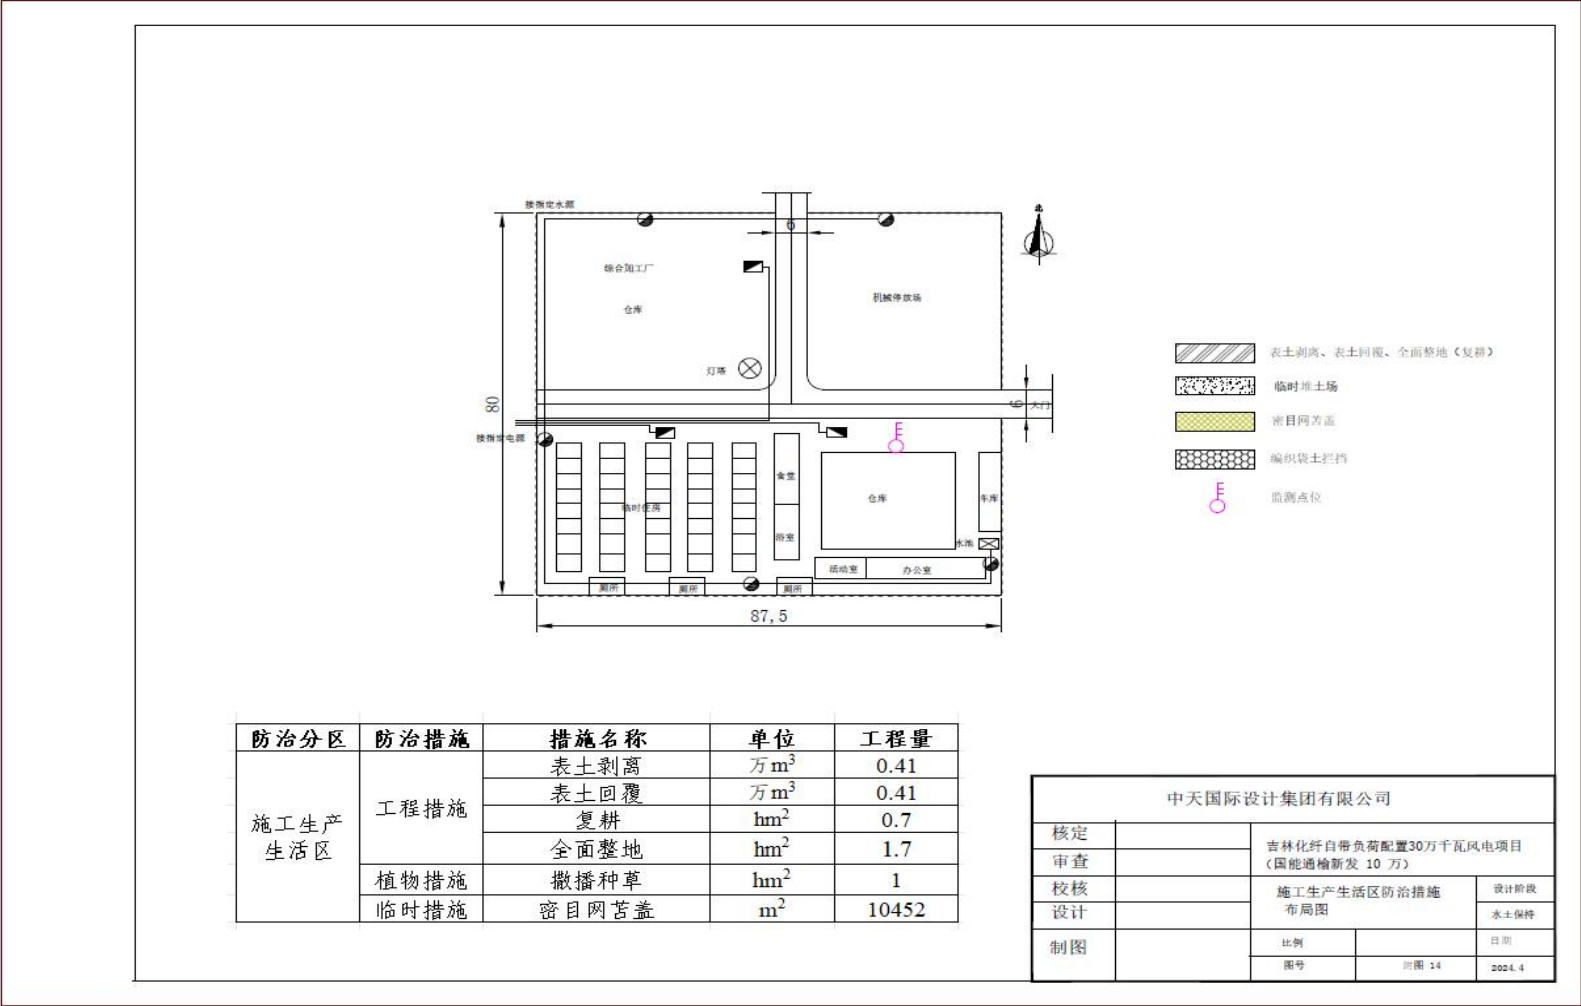 接指定水源
北
6
综合加工厂
仓库
机械停放场
灯塔
80
6
大门
接指定电源
食堂
临时住房
仓库
车库
浴室
水池
活动室
办公室
厕所
厕所
厕所
87,5
表土剥离、表土回覆、全面整地（复耕）
临时堆土场
密目网苫盖
编织袋土拦挡
监测点位
防治分区 防治措施 措施名称 单位 工程量
施工生产
生活区
工程措施
表土剥离 万m³ 0.41
表土回覆 万m³ 0.41
复耕 hm² 0.7
全面整地 hm² 1.7
植物措施 撒播种草 hm² 1
临时措施 密目网苫盖 m² 10452
中天国际设计集团有限公司
核定
审查
校核
设计
制图
吉林化纤自带负荷配置30万千瓦风电项目
（国能通榆新发 10 万）
施工生产生活区防治措施
布局图
设计阶段
水土保持
比例
日期
图号
附图 14
2024.4